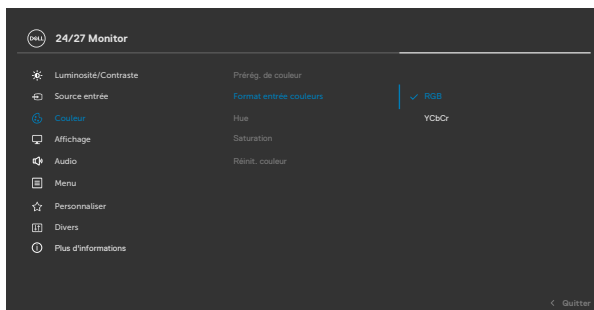 DELL
24/27 Monitor
Luminosité/Contraste
Prérég. de couleur
Source entrée
Format entrée couleurs
RGB
Couleur
Hue
YCbCr
Affichage
Saturation
Audio
Réinit. couleur
Menu
Personnaliser
Divers
Plus d'informations
Quitter